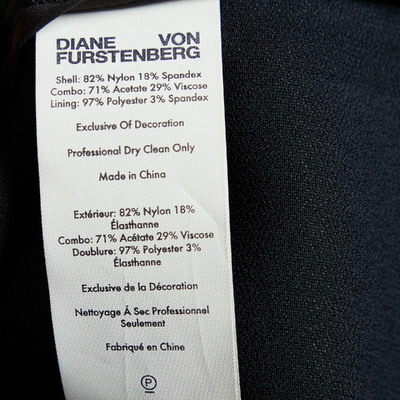 DIANE VON
FURSTENBERG
Shell: 82% Nylon 18% Spandex
Combo: 71% Acetate 29% Viscose
Lining: 97% Polyester 3% Spandex
Exclusive Of Decoration
Professional Dry Clean Only
Made in China
Extérieur: 82% Nylon 18%
Élasthanne
Combo: 71% Acétate 29% Viscose
Doublure: 97% Polyester 3%
Élasthanne
Exclusive de la Décoration
Nettoyage Á Sec Professionnel
Seulement
Fabriqué en Chine
P